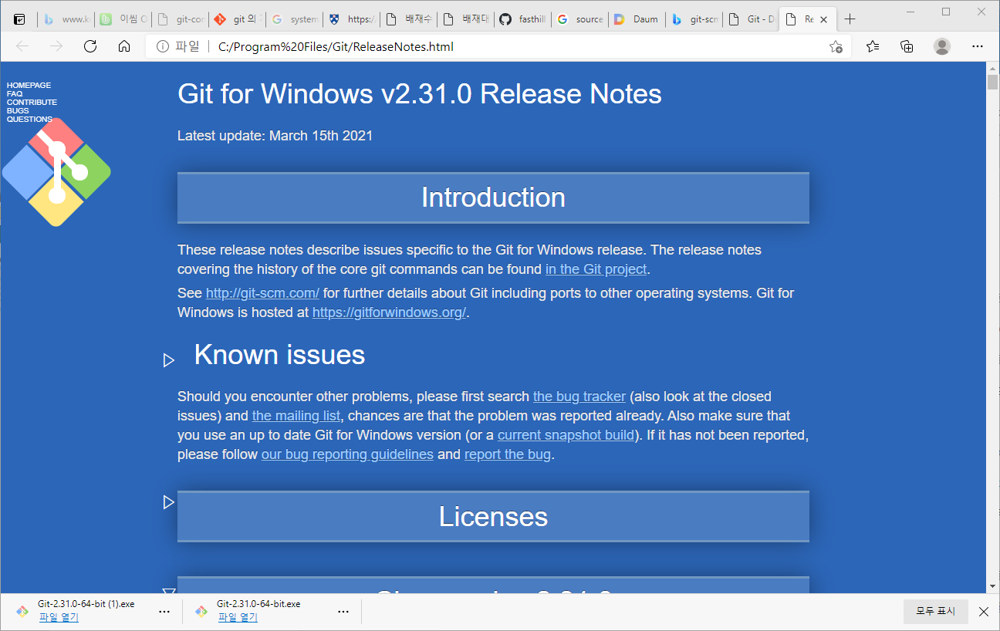 www.k
이씸 C
git-cor
git 의
system
https:/
배재수
배재대
fasthill
source
Daum
git-scm
Git - D
Re
파일
C:/Program%20Files/Git/ReleaseNotes.html
HOMEPAGE
FAQ
CONTRIBUTE
BUGS
QUESTIONS
Git for Windows v2.31.0 Release Notes
Latest update: March 15th 2021
Introduction
These release notes describe issues specific to the Git for Windows release. The release notes
covering the history of the core git commands can be found in the Git project.
See http://git-scm.com/ for further details about Git including ports to other operating systems. Git for
Windows is hosted at https://gitforwindows.org/.
Known issues
Should you encounter other problems, please first search the bug tracker (also look at the closed
issues) and the mailing list, chances are that the problem was reported already. Also make sure that
you use an up to date Git for Windows version (or a current snapshot build). If it has not been reported,
please follow our bug reporting guidelines and report the bug.
Licenses
Git-2.31.0-64-bit (1).exe
파일 열기
Git-2.31.0-64-bit.exe
파일 열기
모두 표시